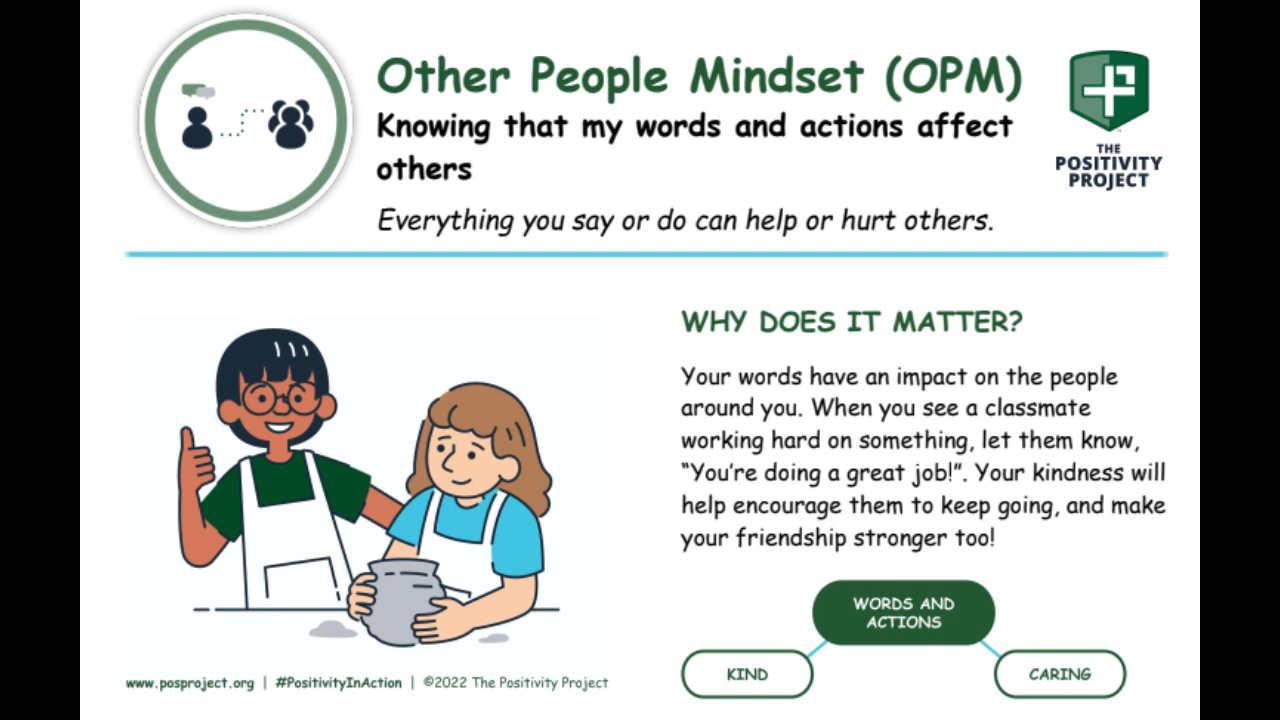 Other People Mindset (OPM)
Knowing that my words and actions affect
others
Everything you say or do can help or hurt others.
THE
POSITIVITY
PROJECT
WHY DOES IT MATTER?
Your words have an impact on the people
around you. When you see a classmate
working hard on something, let them know,
“You’re doing a great job!”. Your kindness will
help encourage them to keep going, and make
your friendship stronger too!
WORDS AND
ACTIONS
KIND
CARING
www.posproject.org | #PositivityInAction | ©2022 The Positivity Project